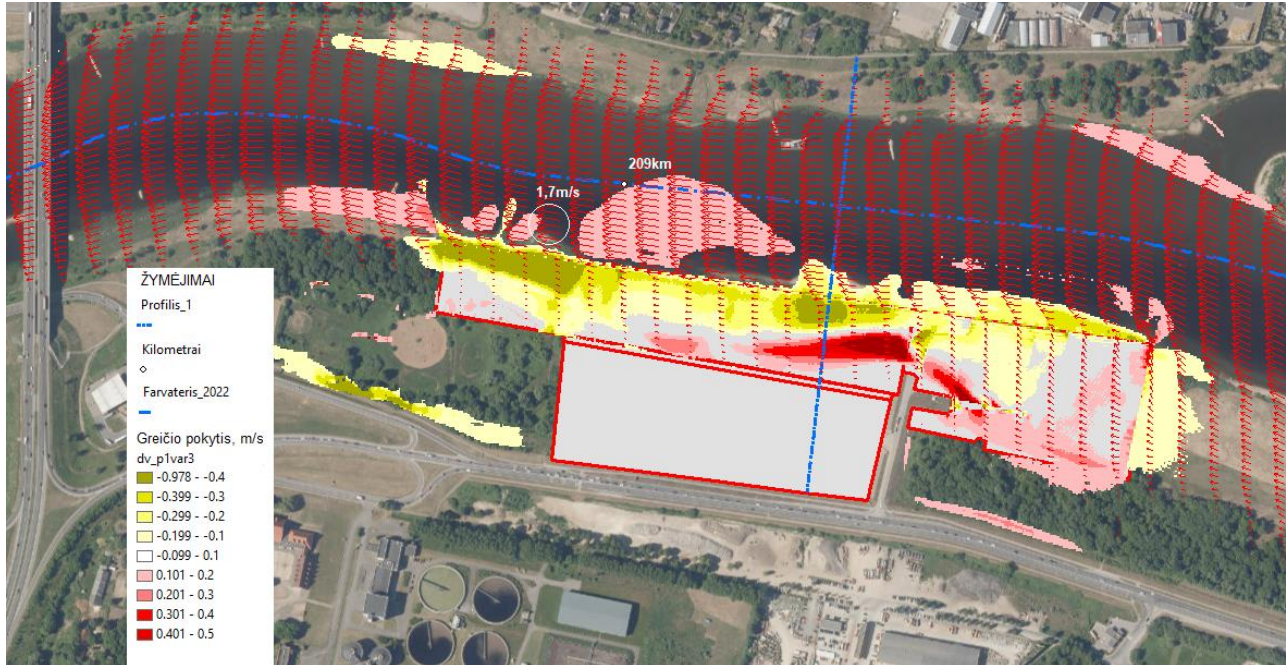 209km
1,7m/s
ŽYMĖJIMAI
Profilis_1
Kilometrai
Farvateris_2022
Greičio pokytis, m/s
dv_p1var3
-0.978 - -0.4
-0.399 - -0.3
-0.299 - -0.2
-0.199 - -0.1
-0.099 - 0.1
0.101 - 0.2
0.201 - 0.3
0.301 - 0.4
0.401 - 0.5